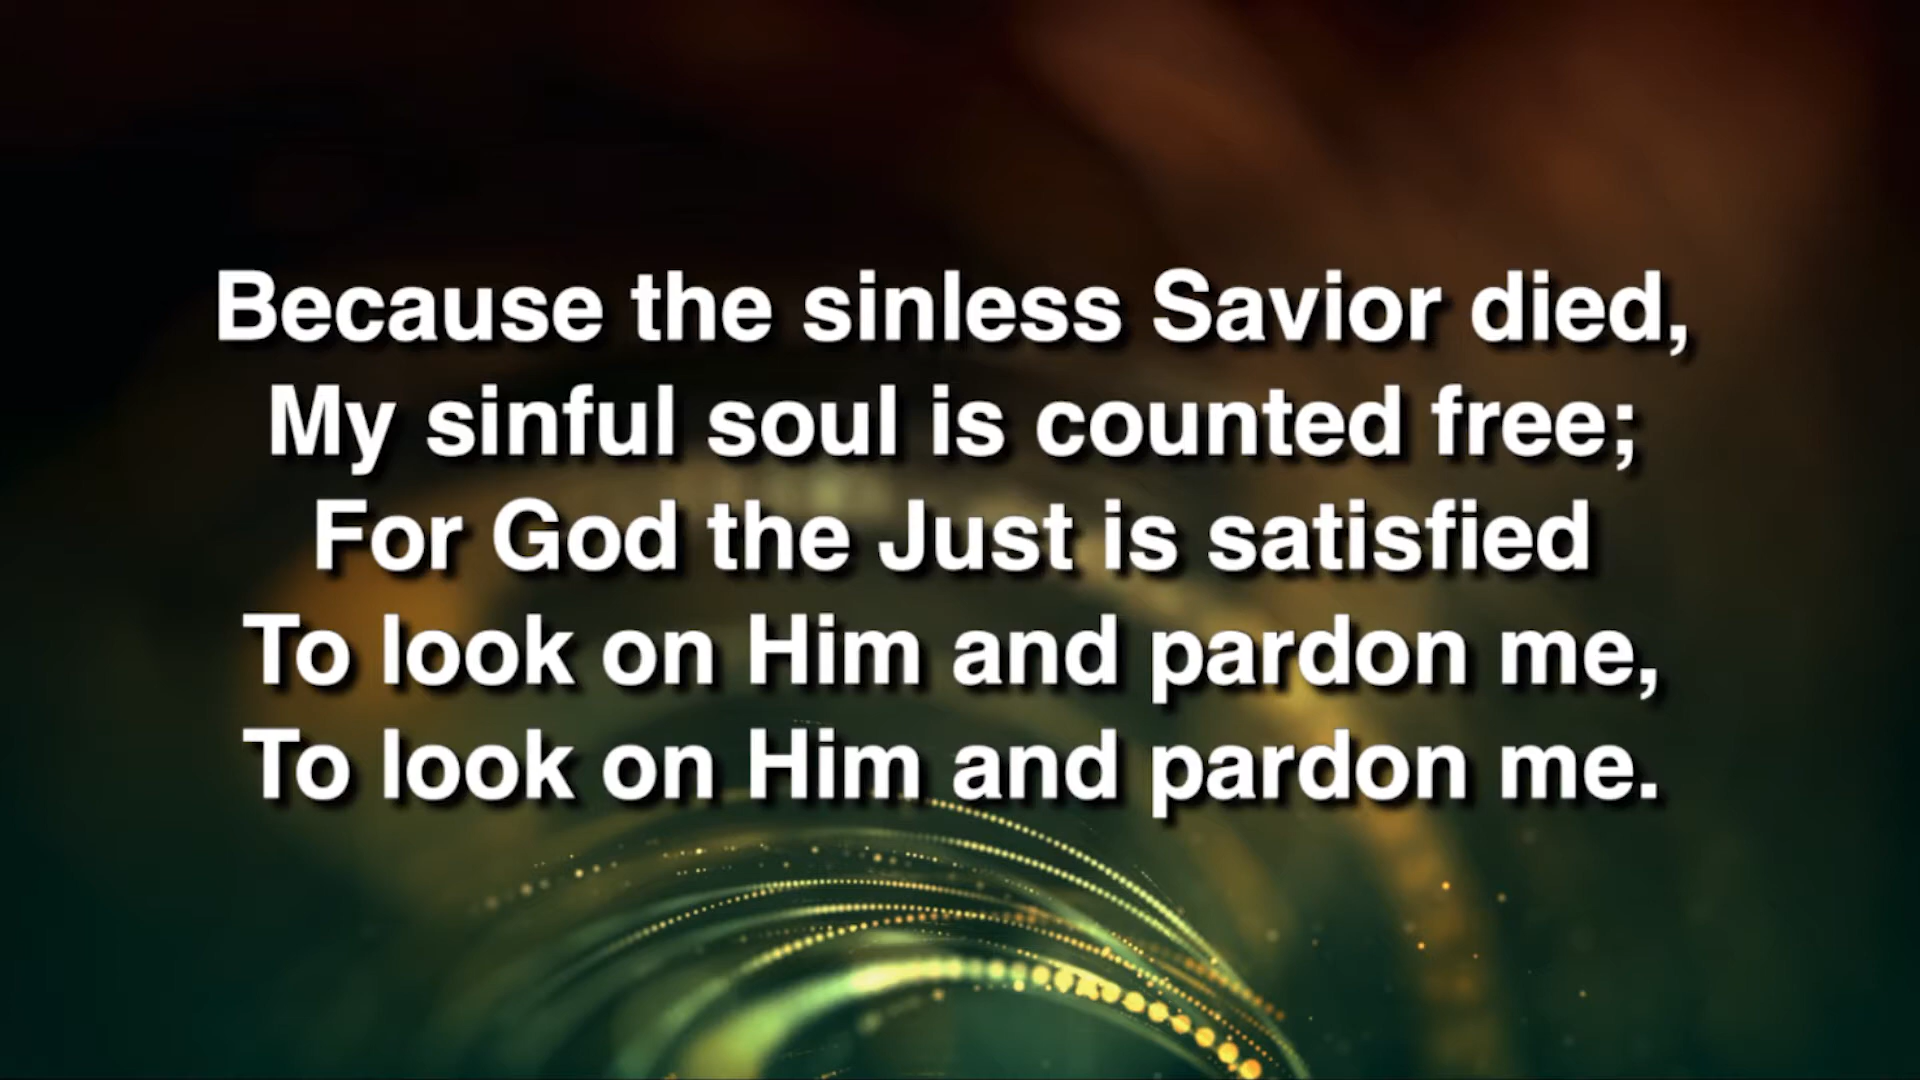 Because the sinless Savior died,
My sinful soul is counted free;
For God the Just is satisfied
To look on Him and pardon me,
To look on Him and pardon me.